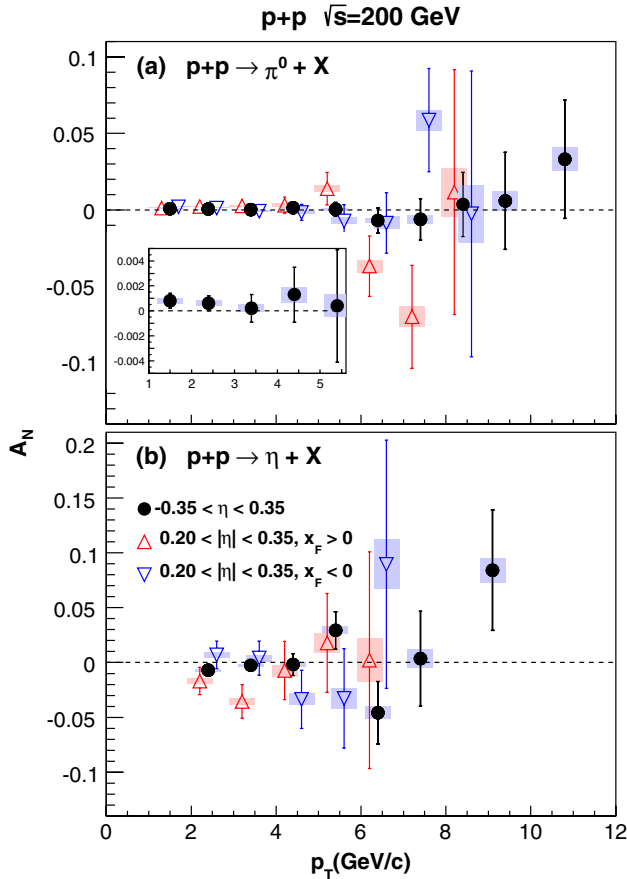 p+p √s=200 GeV
0.1
(a) p+p → π⁰ + X
0.05
0
0.004
0.002
0
-0.002
-0.004
1 2 3 4 5
-0.05
-0.1
A_N
0.2
(b) p+p → η + X
0.15
-0.35 < η < 0.35
0.20 < |η| < 0.35, x_F > 0
0.20 < |η| < 0.35, x_F < 0
0.1
0.05
0
-0.05
-0.1
0 2 4 6 8 10 12
p_T(GeV/c)